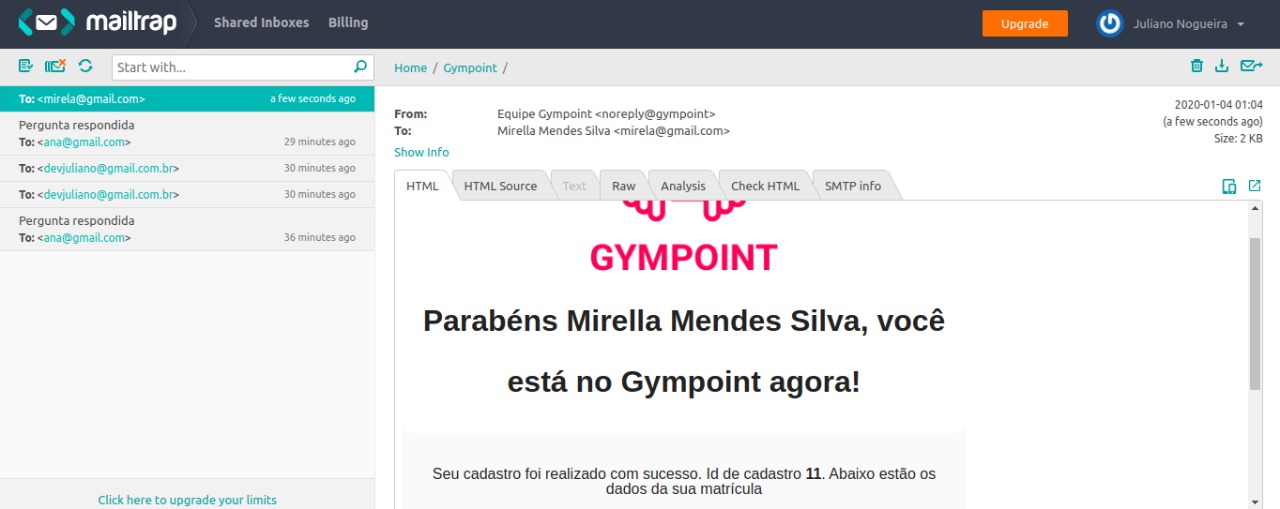 mailtrap
Shared Inboxes
Billing
Upgrade
Juliano Nogueira
Start with...
To: <mirela@gmail.com>
a few seconds ago
Pergunta respondida
To: <ana@gmail.com>
29 minutes ago
To: <devjuliano@gmail.com.br>
30 minutes ago
To: <devjuliano@gmail.com.br>
30 minutes ago
Pergunta respondida
To: <ana@gmail.com>
36 minutes ago
Click here to upgrade your limits
Home / Gympoint /
From: Equipe Gympoint <noreply@gympoint>
To: Mirella Mendes Silva <mirela@gmail.com>
Show Info
2020-01-04 01:04
(a few seconds ago)
Size: 2 KB
HTML
HTML Source
Text
Raw
Analysis
Check HTML
SMTP info
GYMPOINT
Parabéns Mirella Mendes Silva, você
está no Gympoint agora!
Seu cadastro foi realizado com sucesso. Id de cadastro 11. Abaixo estão os
dados da sua matrícula